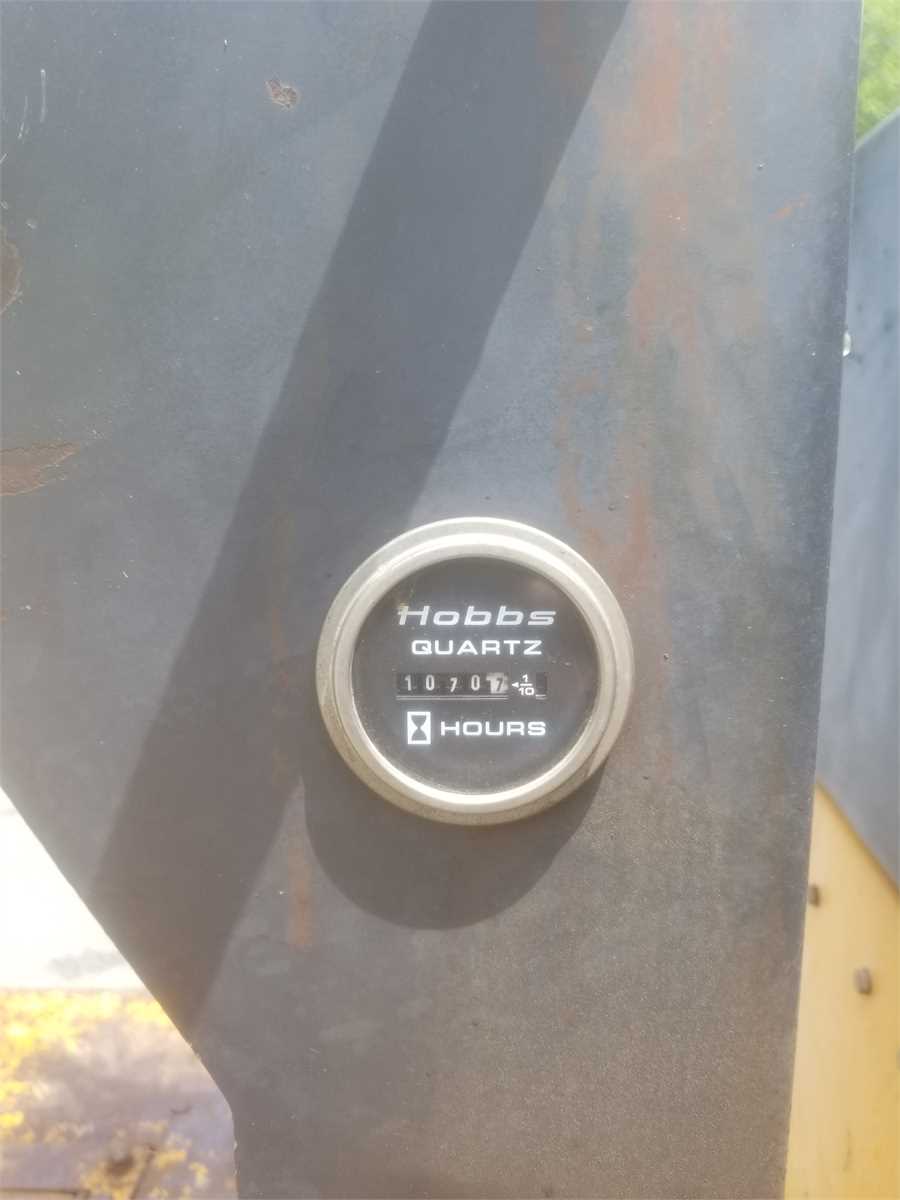 Hobbs
QUARTZ
10707 ◄1/10
HOURS